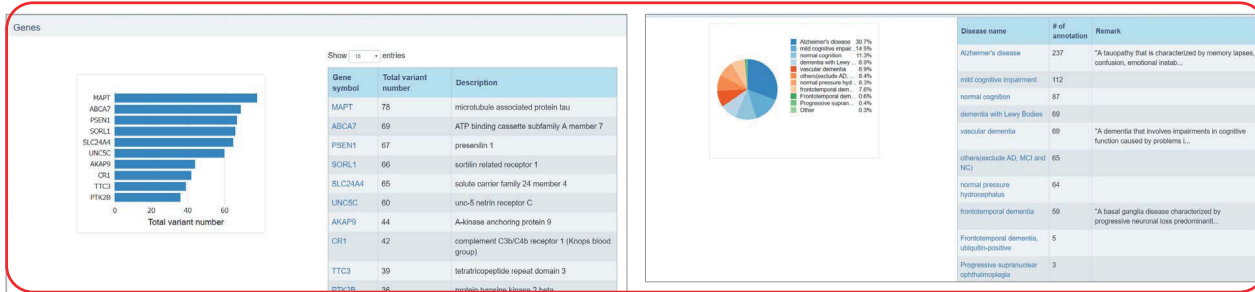 Genes
MAPT
ABCA7
PSEN1
SORL1
SLC24A4
UNC5C
AKAP9
CR1
TTC3
PTK2B
0 20 40 60
Total variant number
Show 10 entries
Gene symbol Total variant number Description
MAPT 78 microtubule associated protein tau
ABCA7 69 ATP binding cassette subfamily A member 7
PSEN1 67 presenilin 1
SORL1 66 sortilin related receptor 1
SLC24A4 65 solute carrier family 24 member 4
UNC5C 60 unc-5 netrin receptor C
AKAP9 44 A-kinase anchoring protein 9
CR1 42 complement C3b/C4b receptor 1 (Knops blood
group)
TTC3 39 tetratricopeptide repeat domain 3
PTK2B 36 protein tyrosine kinase 2 beta
Alzheimer's disease 30.7%
mild cognitive impair... 14.5%
normal cognition 11.3%
dementia with Lewy ... 8.9%
vascular dementia 8.9%
others(exclude AD, ... 8.4%
normal pressure hyd... 8.3%
frontotemporal dem... 7.6%
Frontotemporal dem... 0.6%
Progressive supran... 0.4%
Other 0.3%
Disease name # of annotation Remark
Alzheimer's disease 237 "A tauopathy that is characterized by memory lapses,
confusion, emotional instab...
mild cognitive impairment 112
normal cognition 87
dementia with Lewy Bodies 69
vascular dementia 69 "A dementia that involves impairments in cognitive
function caused by problems i...
others(exclude AD, MCI and 65
NC)
normal pressure 64
hydrocephalus
frontotemporal dementia 59 "A basal ganglia disease characterized by
progressive neuronal loss predominantl...
Frontotemporal dementia, 5
ubiquitin-positive
Progressive supranuclear 3
ophthalmoplegia